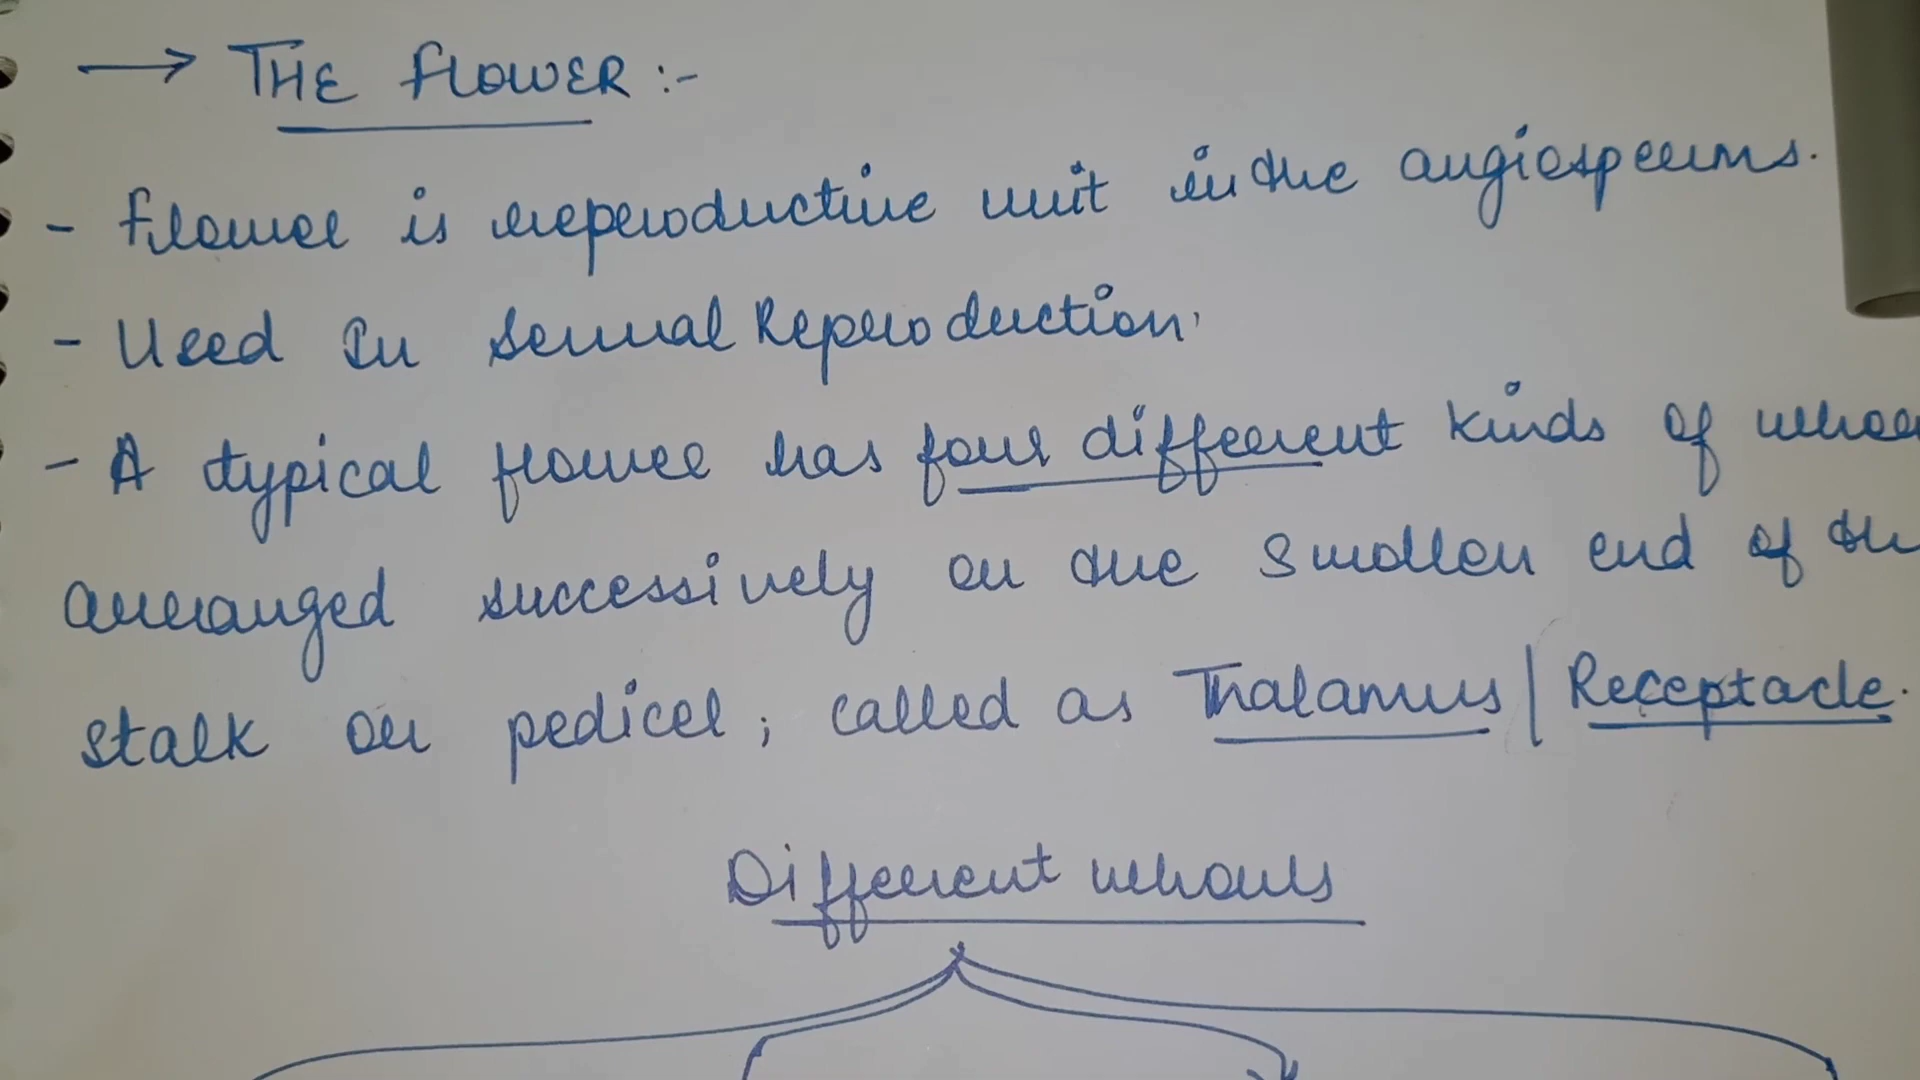 → THE FLOWER :-
- Flower is reproductive unit in the angiosperms.
- Used In Sexual Reproduction.
- A typical flower has four different kinds of
arranged successively on the swollen end of the
stalk or pedicel; called as Thalamus | Receptacle.
Different whorls